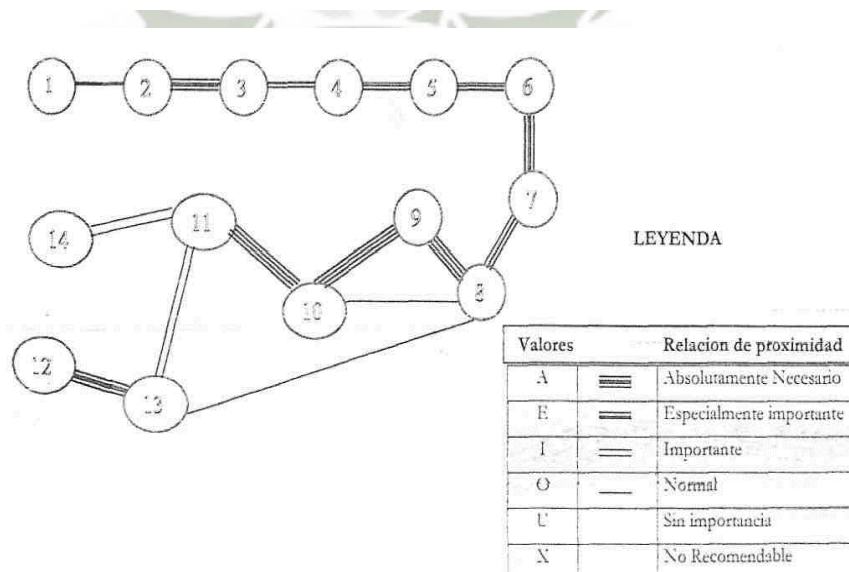 1 2 3 4 5 6
7
9
11
14
8
10
12
13
LEYENDA
Valores Relacion de proximidad
A Absolutamente Necesario
E Especialmente importante
I Importante
O Normal
U Sin importancia
X No Recomendable